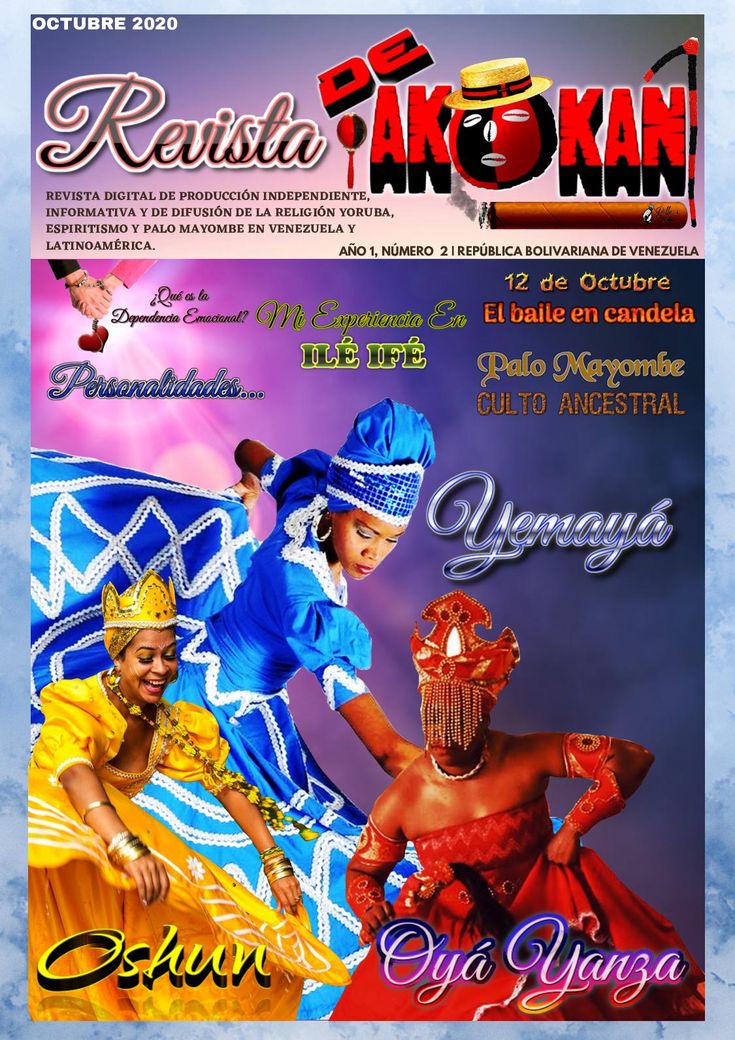 OCTUBRE 2020
Revista DE AKOKAN
REVISTA DIGITAL DE PRODUCCIÓN INDEPENDIENTE,
INFORMATIVA Y DE DIFUSIÓN DE LA RELIGIÓN YORUBA,
ESPIRITISMO Y PALO MAYOMBE EN VENEZUELA Y
LATINOAMÉRICA.
AÑO 1, NÚMERO 2 | REPÚBLICA BOLIVARIANA DE VENEZUELA
¿Qué es la
Dependencia Emocional?
Mi Experiencia En
ILÉ IFÉ
12 de Octubre
El baile en candela
Personalidades...
Palo Mayombe
CULTO ANCESTRAL
Yemayá
Oshun
Oyá Yanza